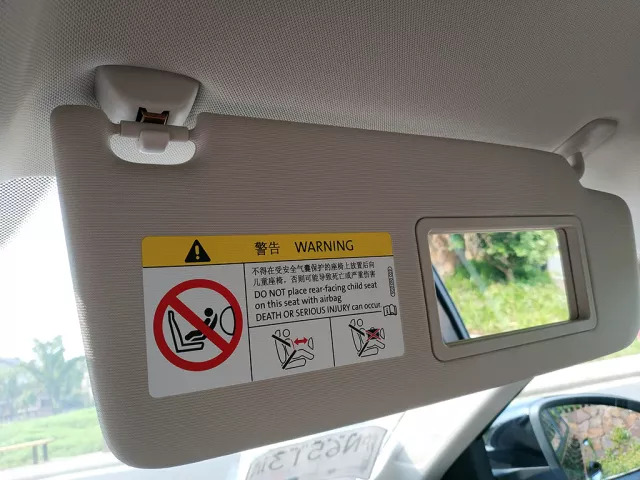 警告 WARNING
不得在受安全气囊保护的座椅上放置后向
儿童座椅，否则可能导致死亡或严重伤害
DO NOT place rear-facing child seat
on this seat with airbag
DEATH OR SERIOUS INJURY can occur